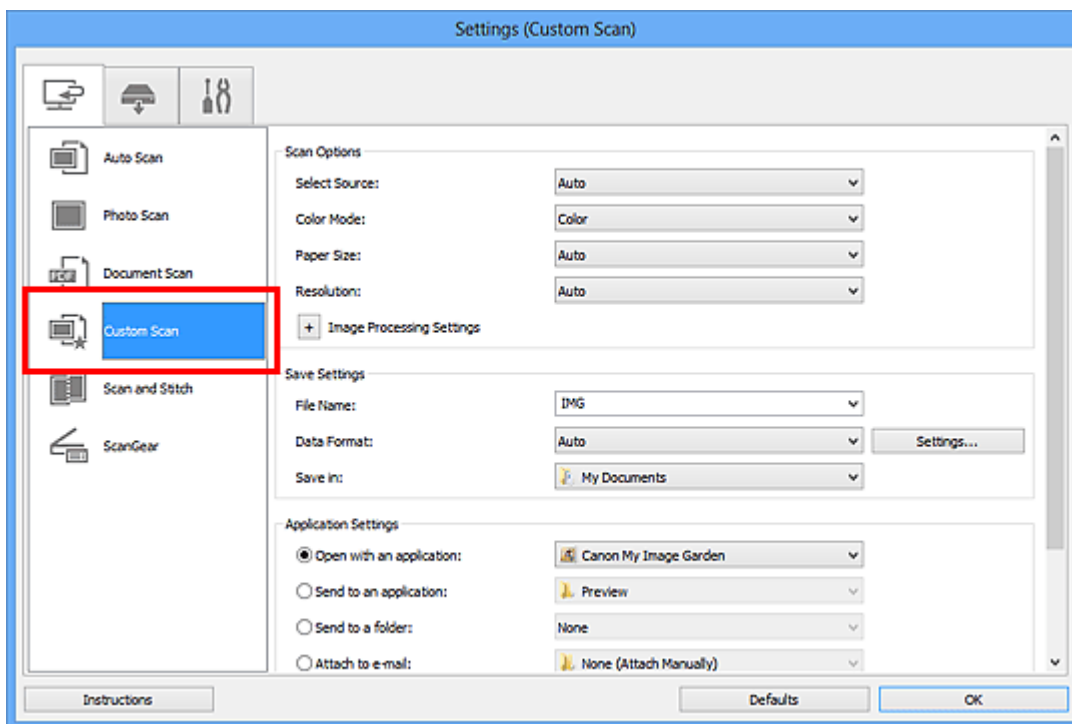 Settings (Custom Scan)
Auto Scan
Photo Scan
Document Scan
Custom Scan
Scan and Stitch
ScanGear
Scan Options
Select Source: Auto
Color Mode: Color
Paper Size: Auto
Resolution: Auto
+ Image Processing Settings
Save Settings
File Name: IMG
Data Format: Auto Settings...
Save in: My Documents
Application Settings
Open with an application: Canon My Image Garden
Send to an application: Preview
Send to a folder: None
Attach to e-mail: None (Attach Manually)
Instructions Defaults OK